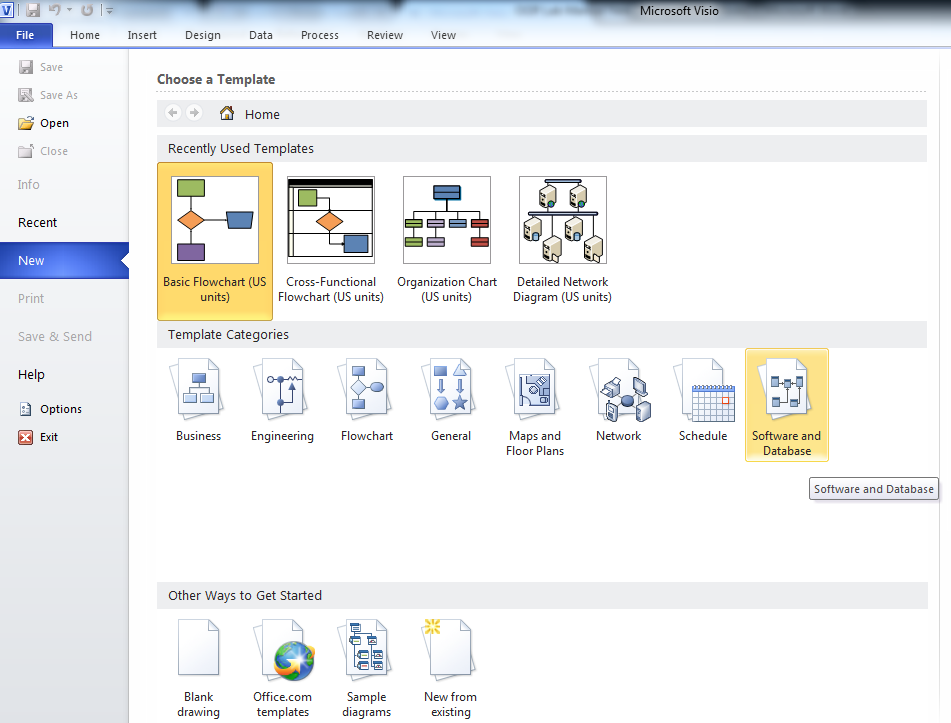 V
Microsoft Visio
File Home Insert Design Data Process Review View
Save
Save As
Open
Close
Info
Recent
New
Print
Save & Send
Help
Options
Exit
Choose a Template
Home
Recently Used Templates
Basic Flowchart (US
units)
Cross-Functional
Flowchart (US units)
Organization Chart
(US units)
Detailed Network
Diagram (US units)
Template Categories
Business
Engineering
Flowchart
General
Maps and
Floor Plans
Network
Schedule
Software and
Database
Software and Database
Other Ways to Get Started
Blank
drawing
Office.com
templates
Sample
diagrams
New from
existing